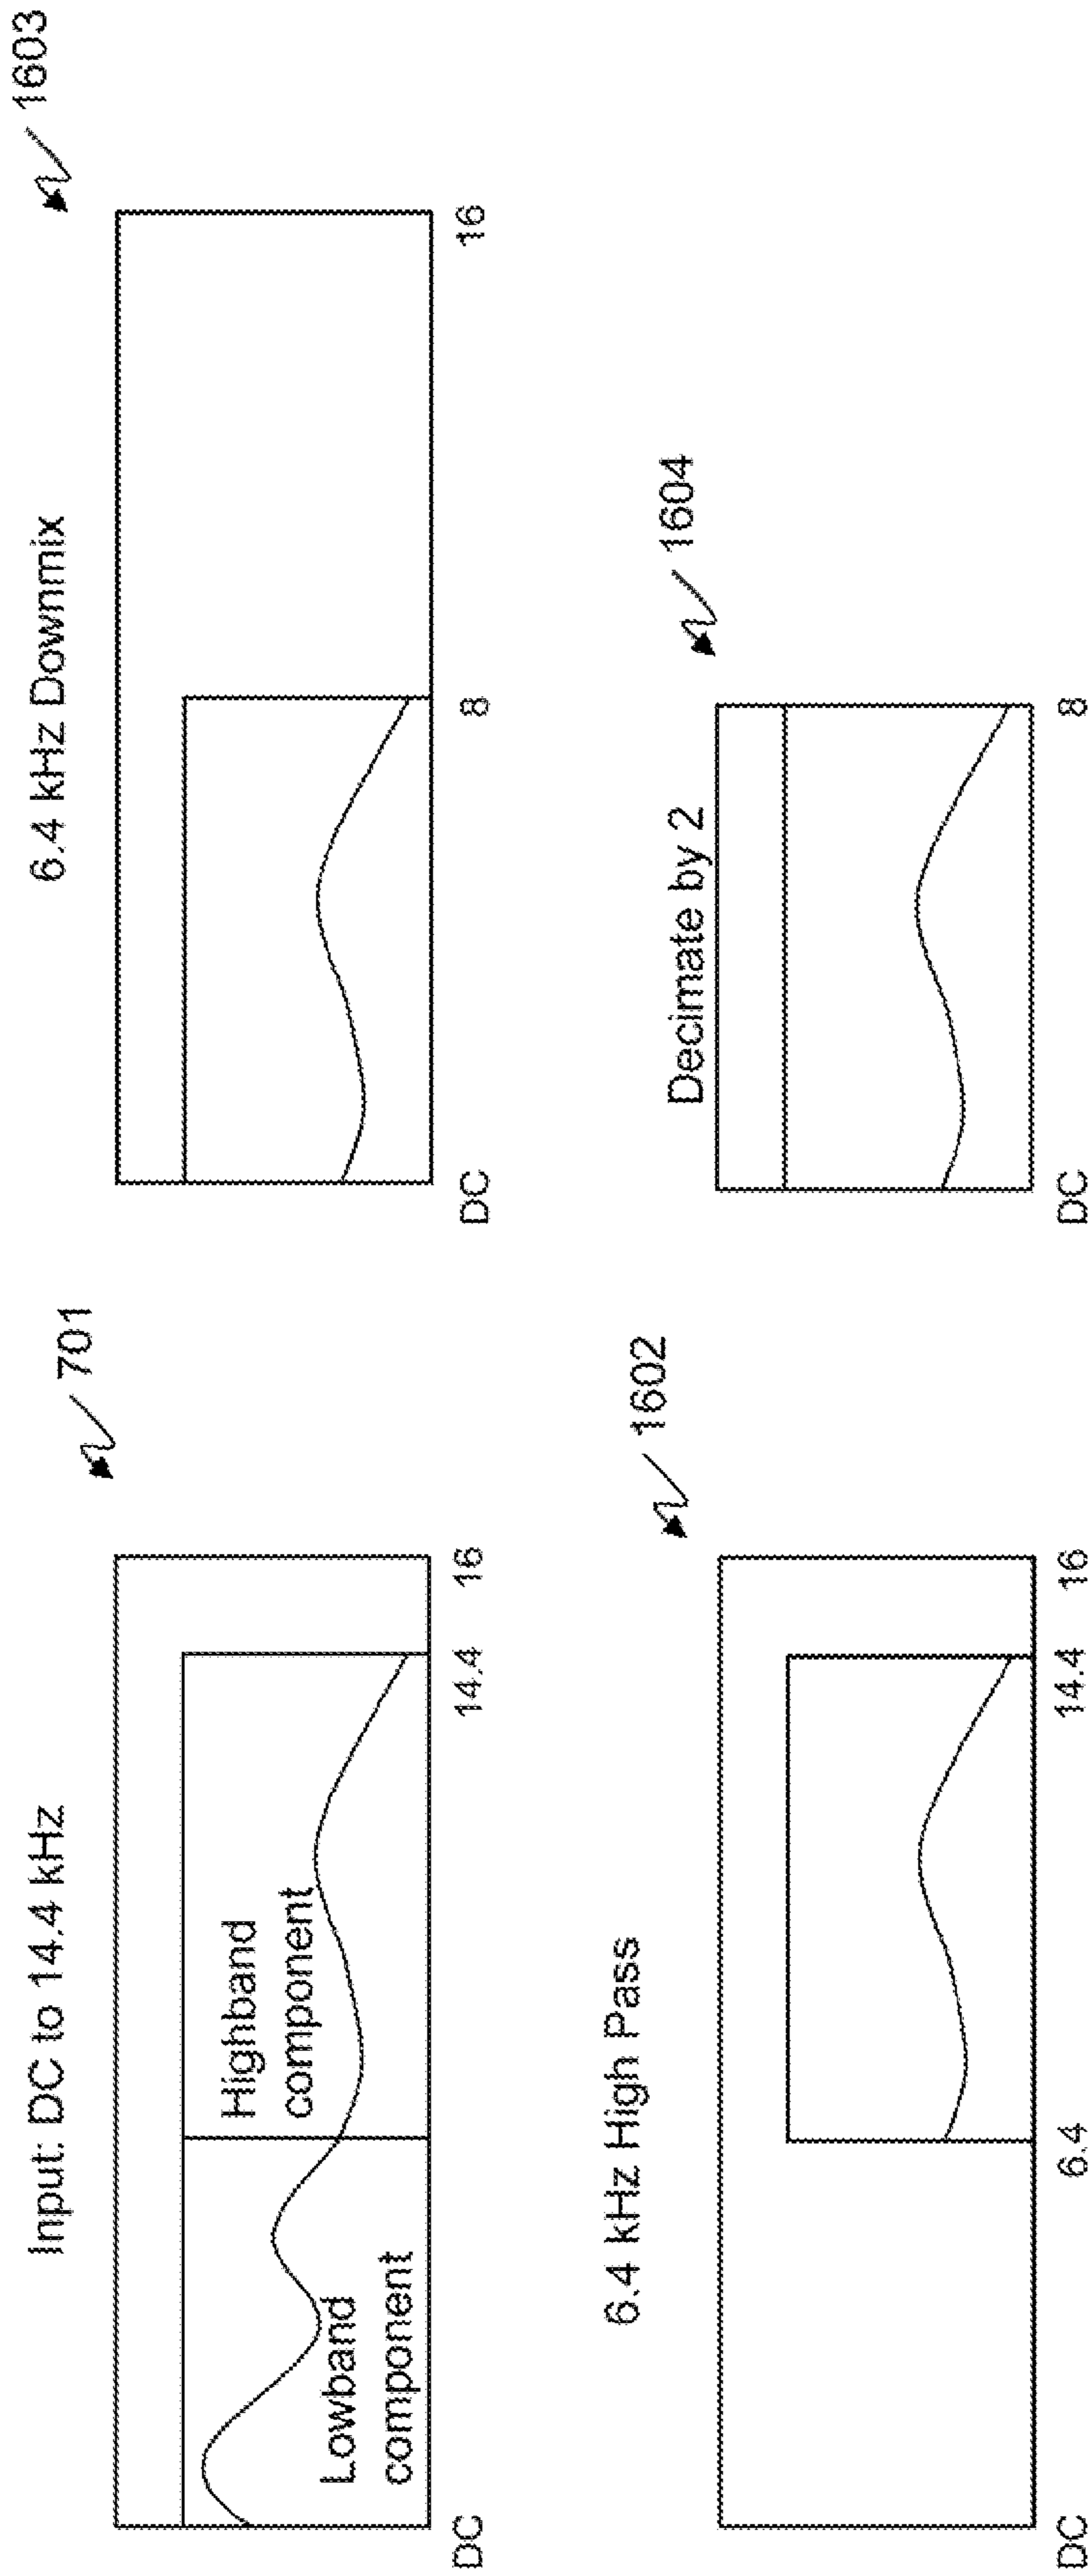 Input: DC to 14.4 kHz
701
Highband
component
Lowband
component
DC
14.4
16
6.4 kHz High Pass
1602
DC
6.4
14.4
16
6.4 kHz Downmix
1603
DC
8
16
Decimate by 2
1604
DC
8